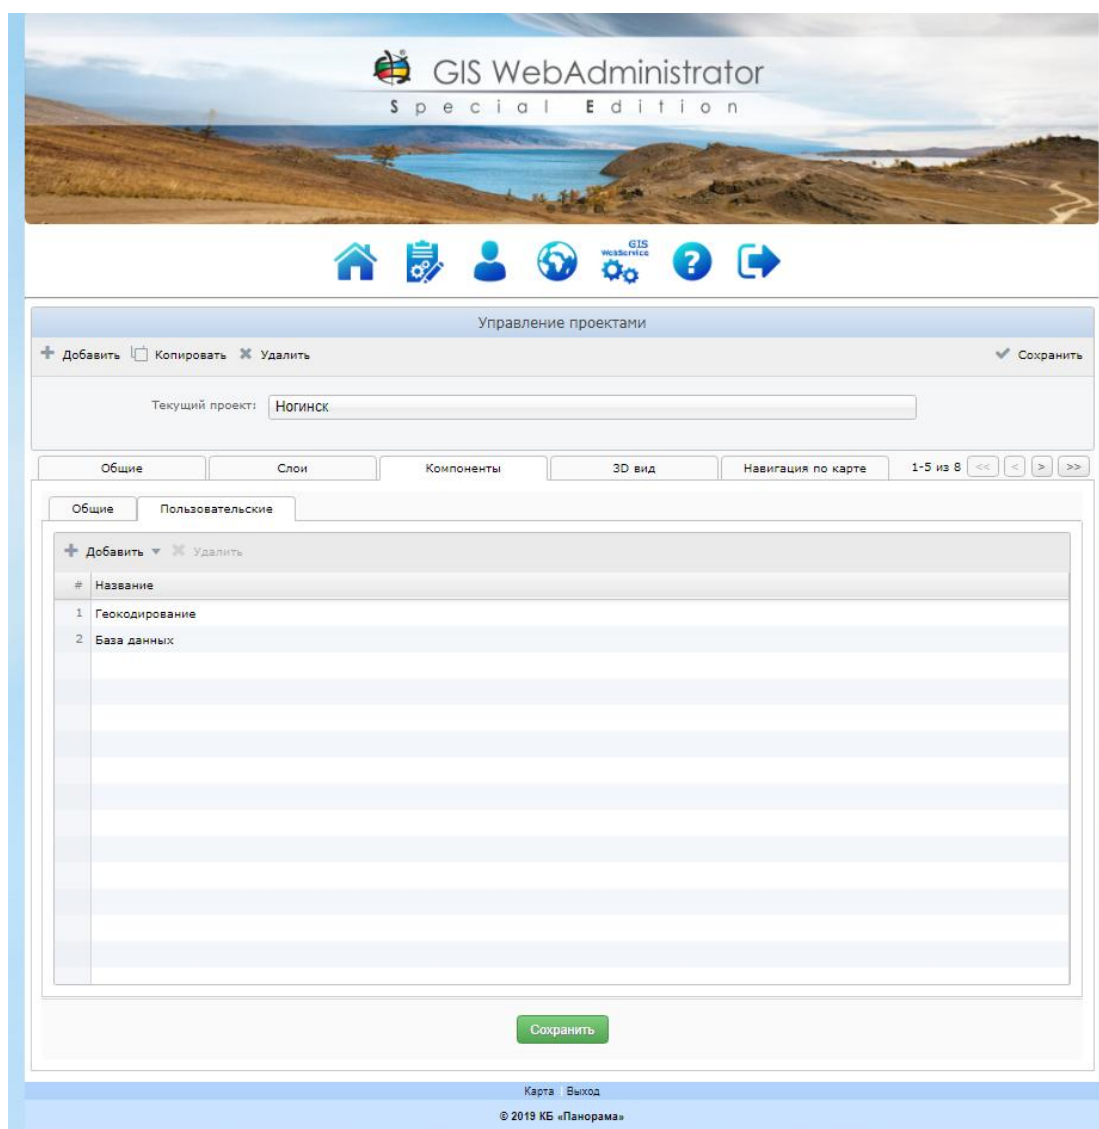 GIS WebAdministrator
Special Edition
GIS
WebService
?
Управление проектами
Добавить Копировать Удалить Сохранить
Текущий проект: Ногинск
Общие Слои Компоненты 3D вид Навигация по карте 1-5 из 8 << < > >>
Общие Пользовательские
Добавить Удалить
# Название
1 Геокодирование
2 База данных
Сохранить
Карта | Выход
© 2019 КБ «Панорама»